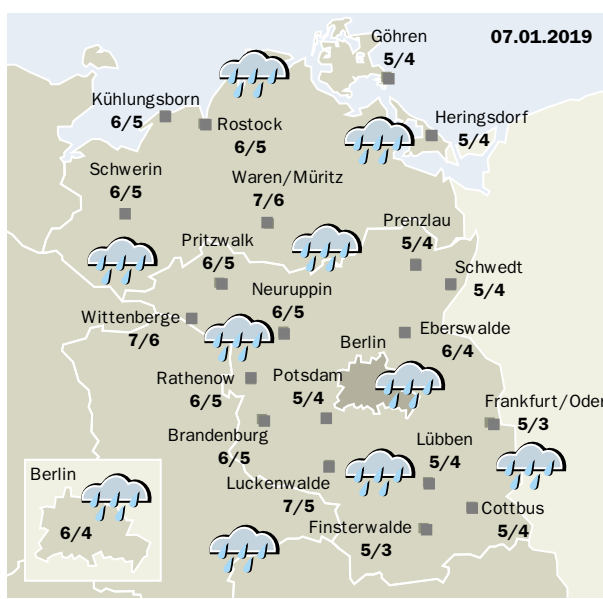 Göhren
5/4
07.01.2019
Kühlungsborn
6/5
Rostock
6/5
Heringsdorf
5/4
Schwerin
6/5
Waren/Müritz
7/6
Prenzlau
5/4
Pritzwalk
6/5
Schwedt
5/4
Neuruppin
6/5
Wittenberge
7/6
Eberswalde
6/4
Berlin
Rathenow
6/5
Potsdam
5/4
Frankfurt/Oder
5/3
Brandenburg
6/5
Lübben
5/4
Luckenwalde
7/5
Cottbus
5/4
Finsterwalde
5/3
Berlin
6/4